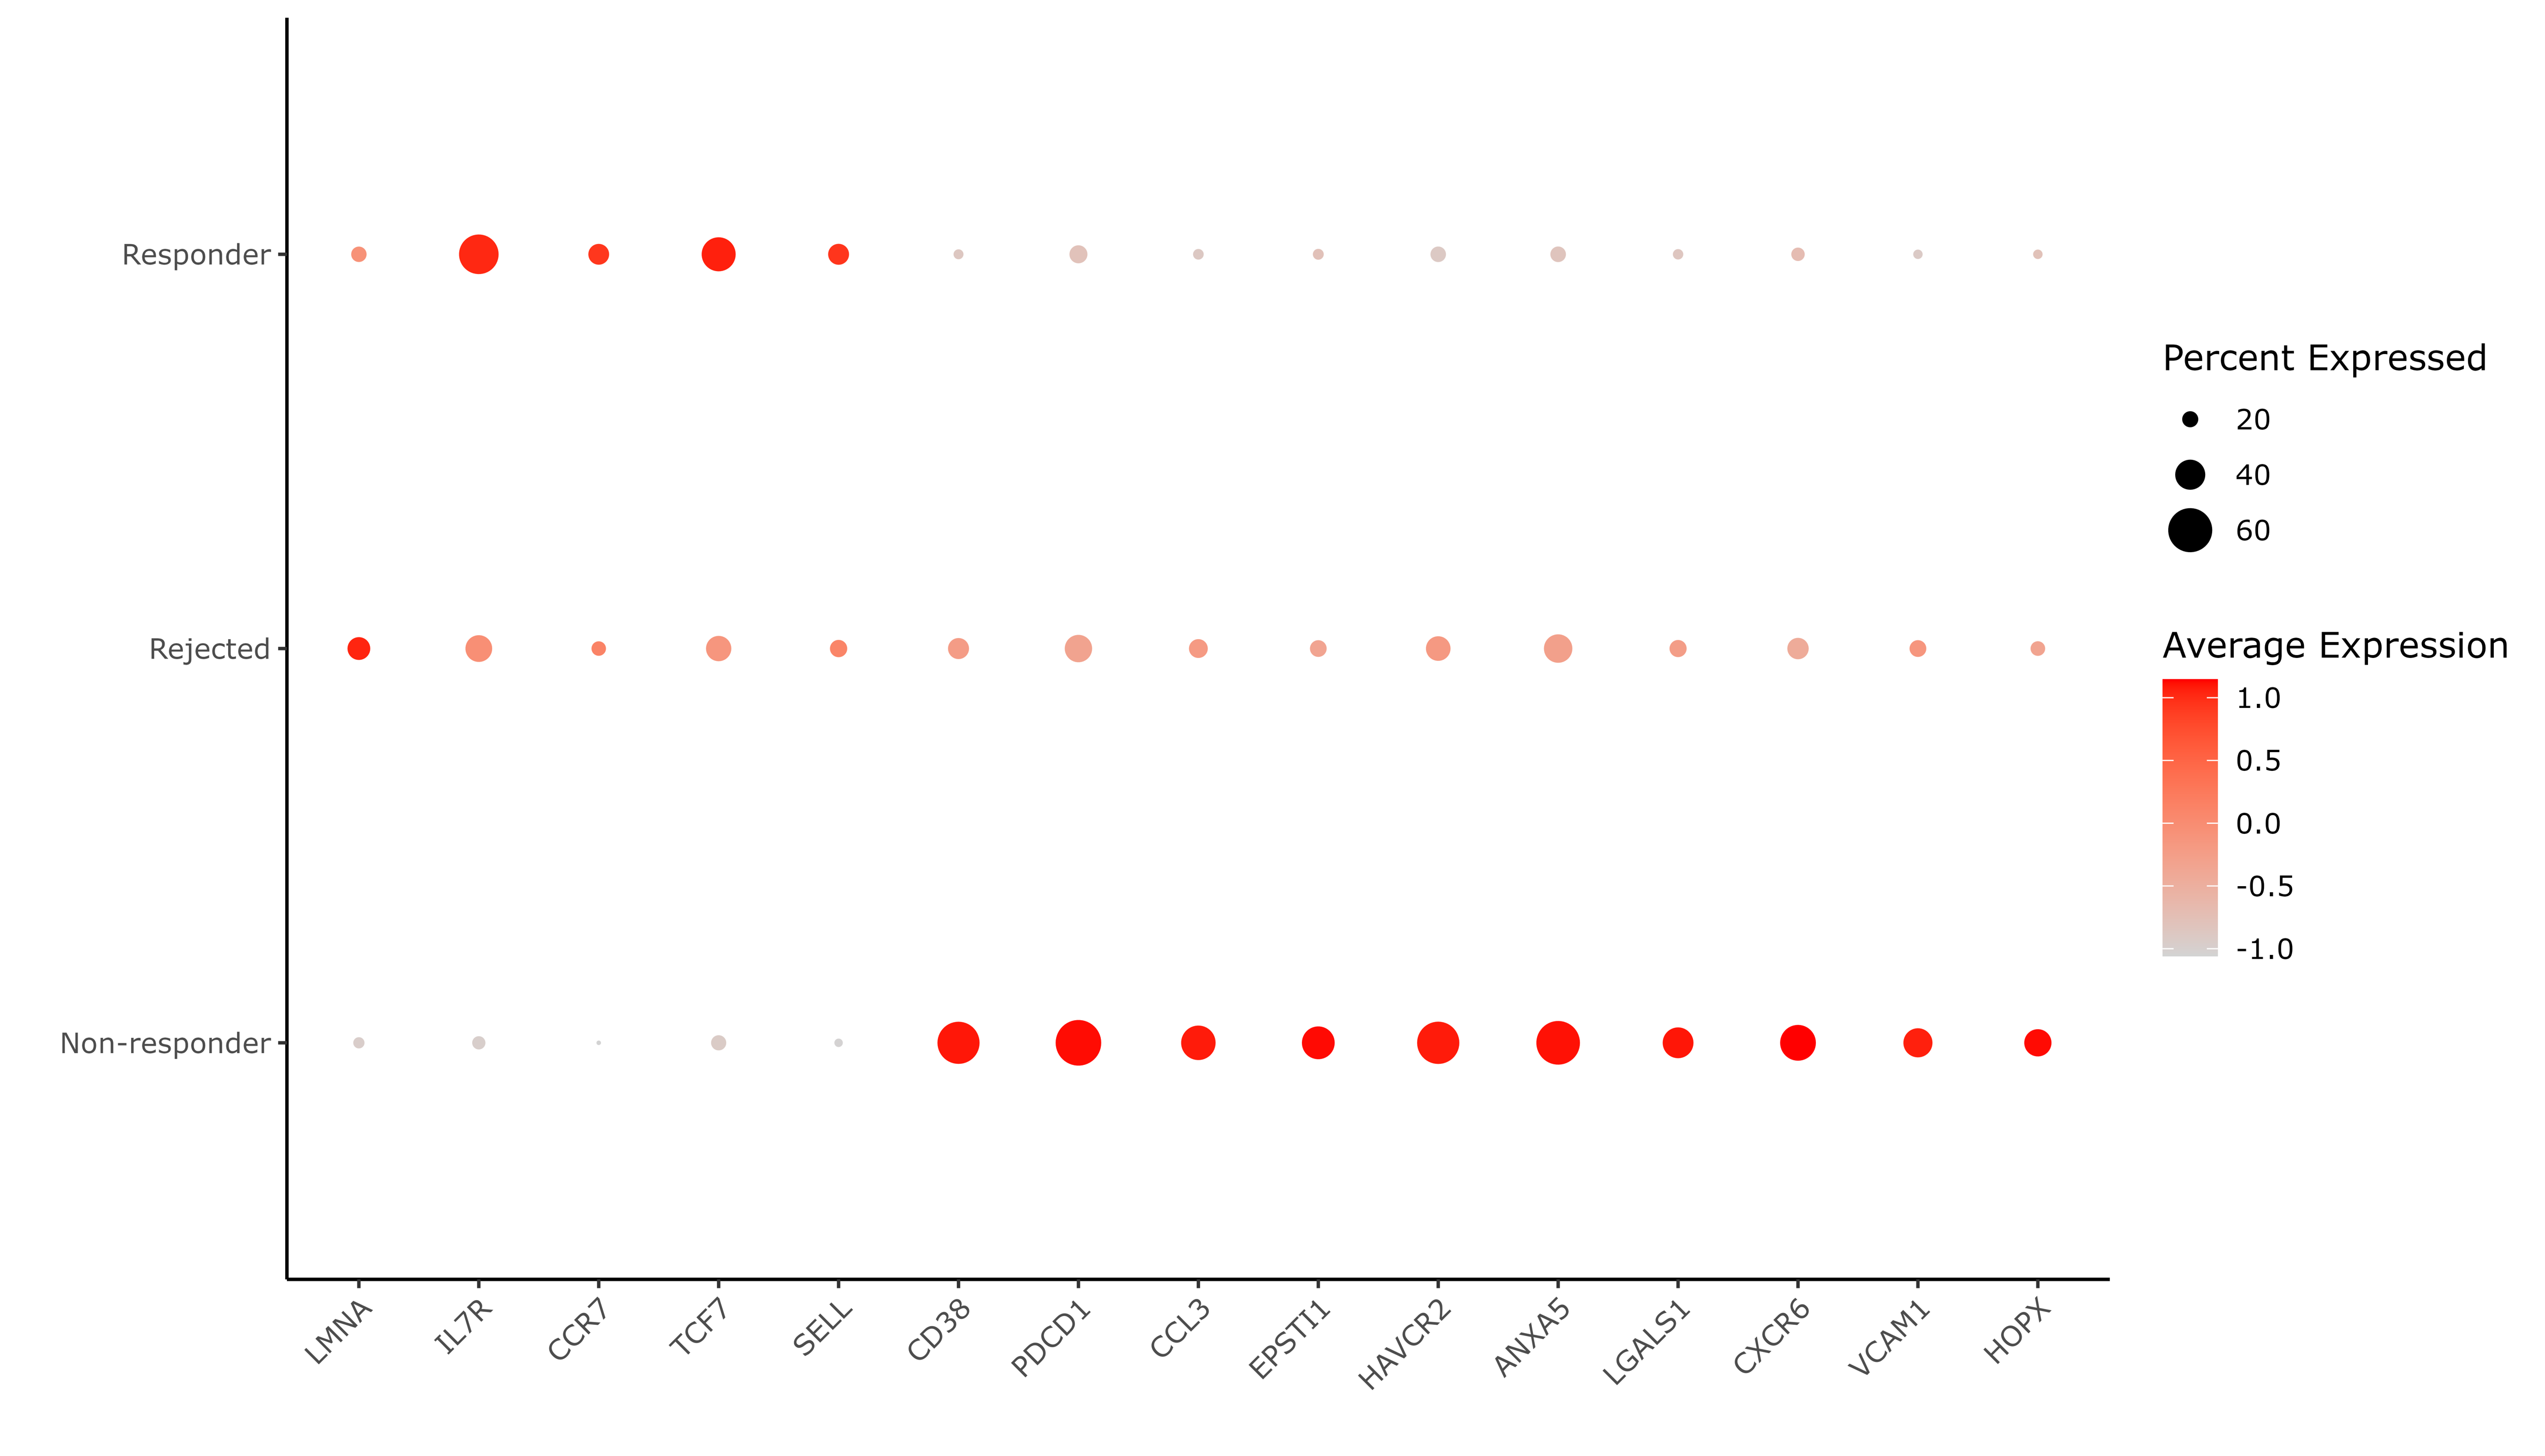 Responder
Rejected
Non-responder
LMNA
IL7R
CCR7
TCF7
SELL
CD38
PDCD1
CCL3
EPSTI1
HAVCR2
ANXA5
LGALS1
CXCR6
VCAM1
HOPX
Percent Expressed
20
40
60
Average Expression
1.0
0.5
0.0
-0.5
-1.0